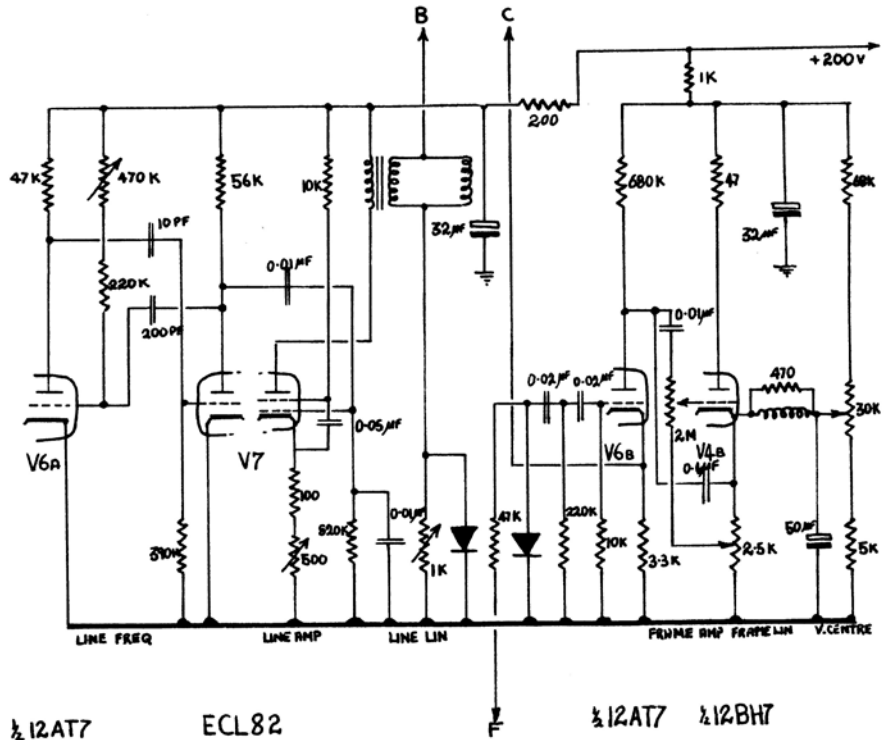 B
C
+200V
1K
200
47K
470K
56K
10K
680K
47
68K
10PF
32µF
32µF
0.01µF
220K
200PF
0.01µF
0.02µF
0.02µF
470
30K
0.05µF
2M
V6A
V7
V6B
V4B
0.1µF
100
820K
0.01µF
47K
220K
50µF
390K
500
1K
10K
3.3K
2.5K
5K
LINE FREQ
LINE AMP
LINE LIN
FRAME AMP
FRAME LIN
V.CENTRE
½ 12AT7
ECL82
F
½ 12AT7
½ 12BH7